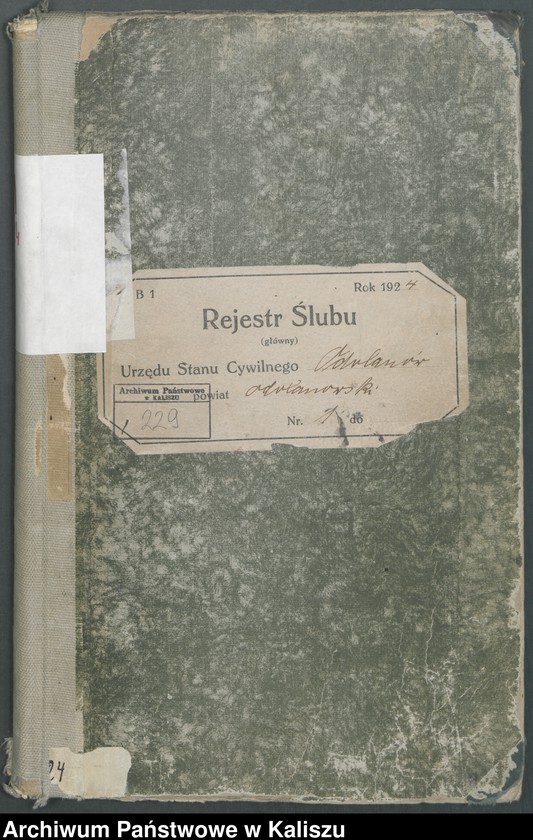 B 1 Rok 1924
Rejestr Ślubu
(główny)
Urzędu Stanu Cywilnego Odolanów
powiat odolanowski
Archiwum Państwowe
w KALISZU
229
Nr. 1 do
24
Archiwum Państwowe w Kaliszu